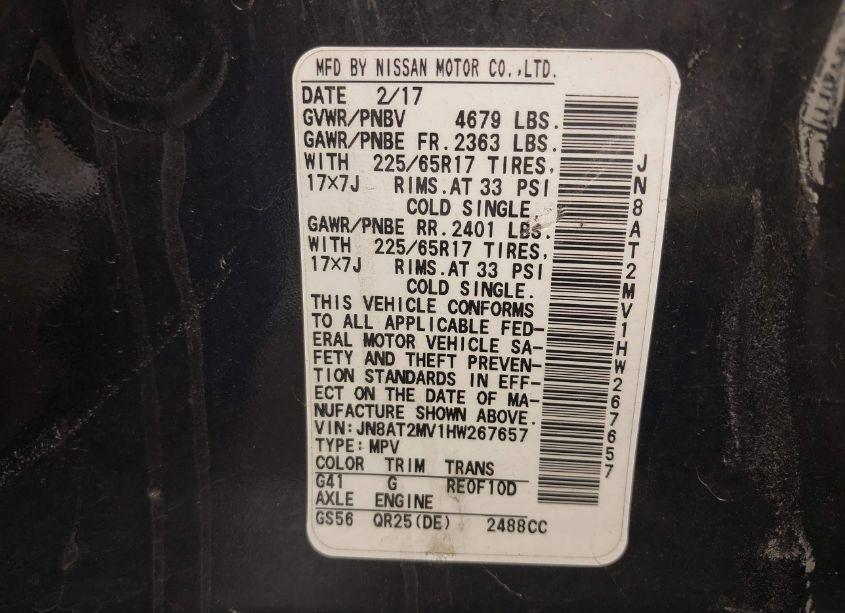 MFD BY NISSAN MOTOR CO.,LTD.
DATE 2/17
GVWR/PNBV 4679 LBS.
GAWR/PNBE FR. 2363 LBS.
WITH 225/65R17 TIRES,
17×7J RIMS.AT 33 PSI
COLD SINGLE.
GAWR/PNBE RR. 2401 LBS.
WITH 225/65R17 TIRES,
17×7J RIMS.AT 33 PSI
COLD SINGLE.
THIS VEHICLE CONFORMS
TO ALL APPLICABLE FED-
ERAL MOTOR VEHICLE SA-
FETY AND THEFT PREVEN-
TION STANDARDS IN EFF-
ECT ON THE DATE OF MA-
NUFACTURE SHOWN ABOVE.
VIN:JN8AT2MV1HW267657
TYPE:MPV
COLOR TRIM TRANS
G41 G RE0F10D
AXLE ENGINE
GS56 QR25(DE) 2488CC
JN8AT2MV1HW267657